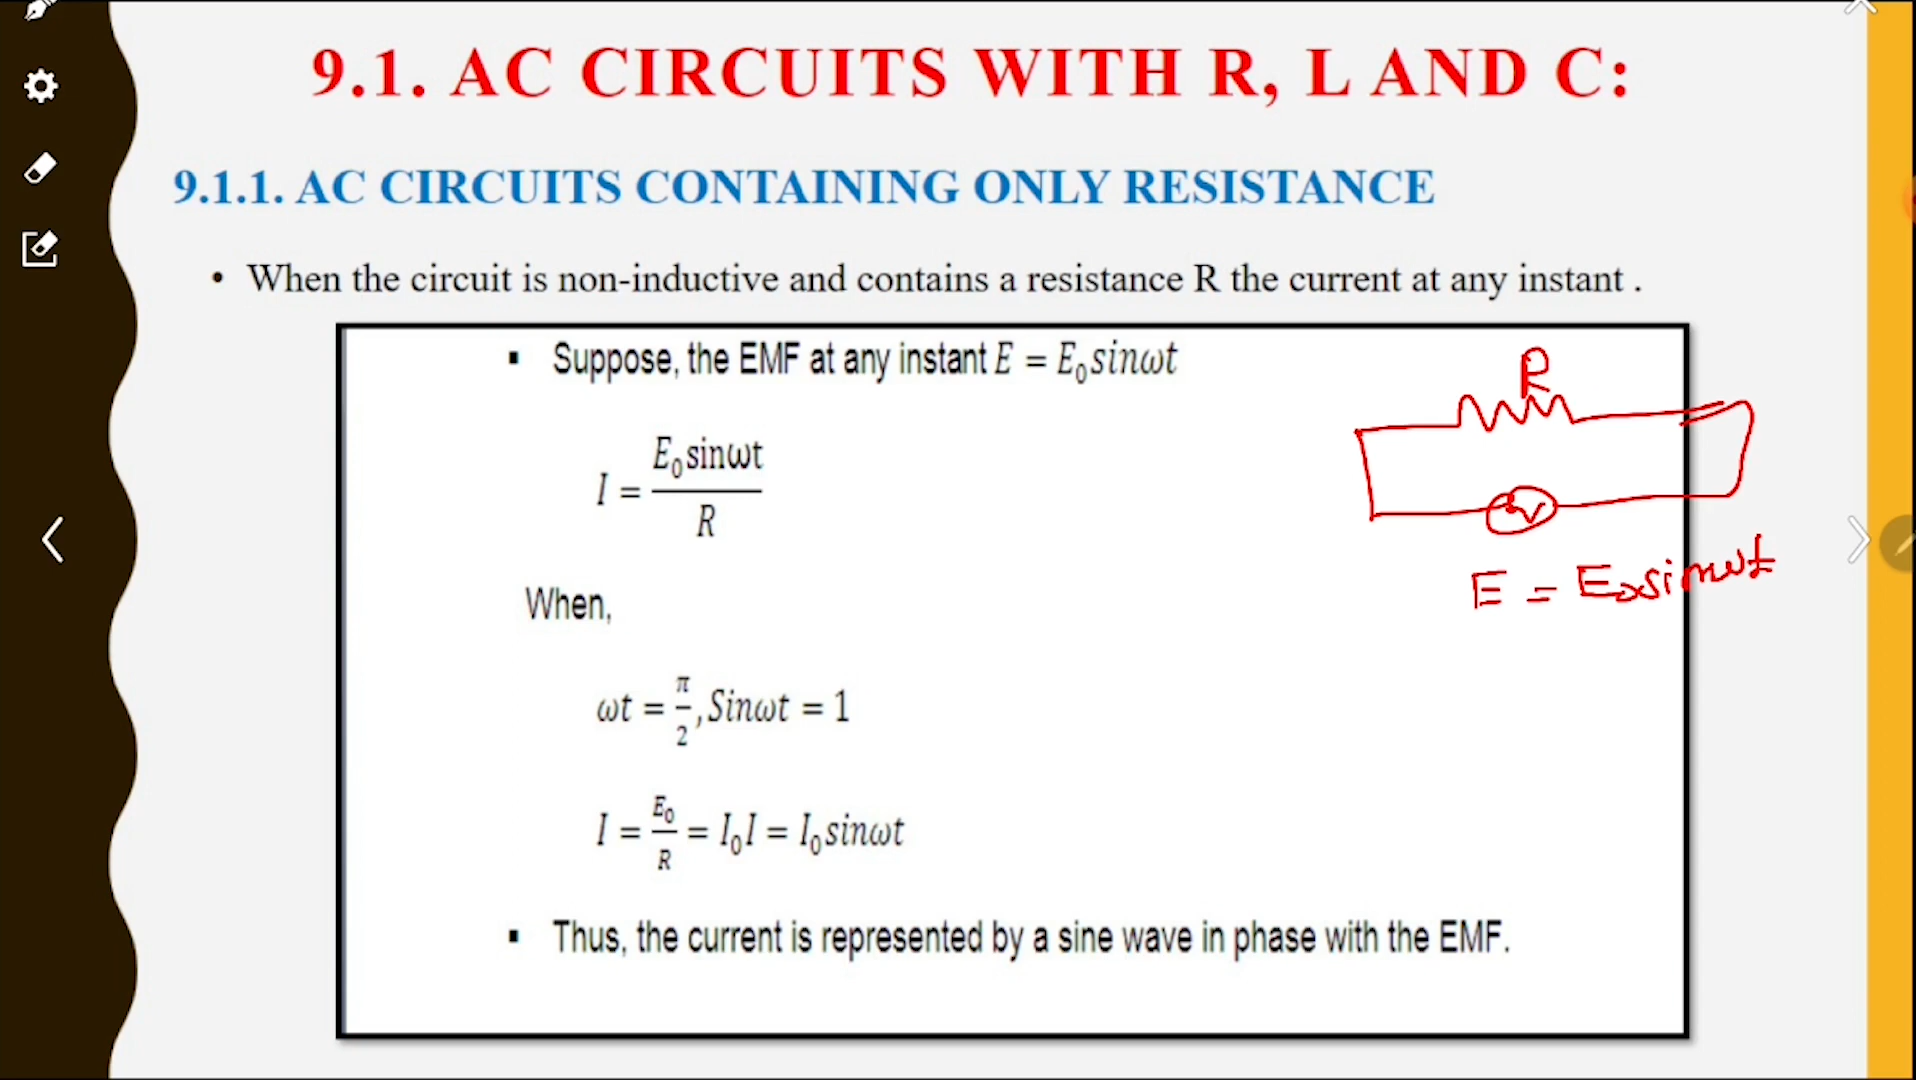 9.1. AC CIRCUITS WITH R, L AND C:
9.1.1. AC CIRCUITS CONTAINING ONLY RESISTANCE
• When the circuit is non-inductive and contains a resistance R the current at any instant .
▪ Suppose, the EMF at any instant E = E₀sinωt
R
I = E₀sinωt / R
E = E₀sinωt
When,
ωt = π/2, Sinωt = 1
I = E₀/R = I₀I = I₀sinωt
▪ Thus, the current is represented by a sine wave in phase with the EMF.